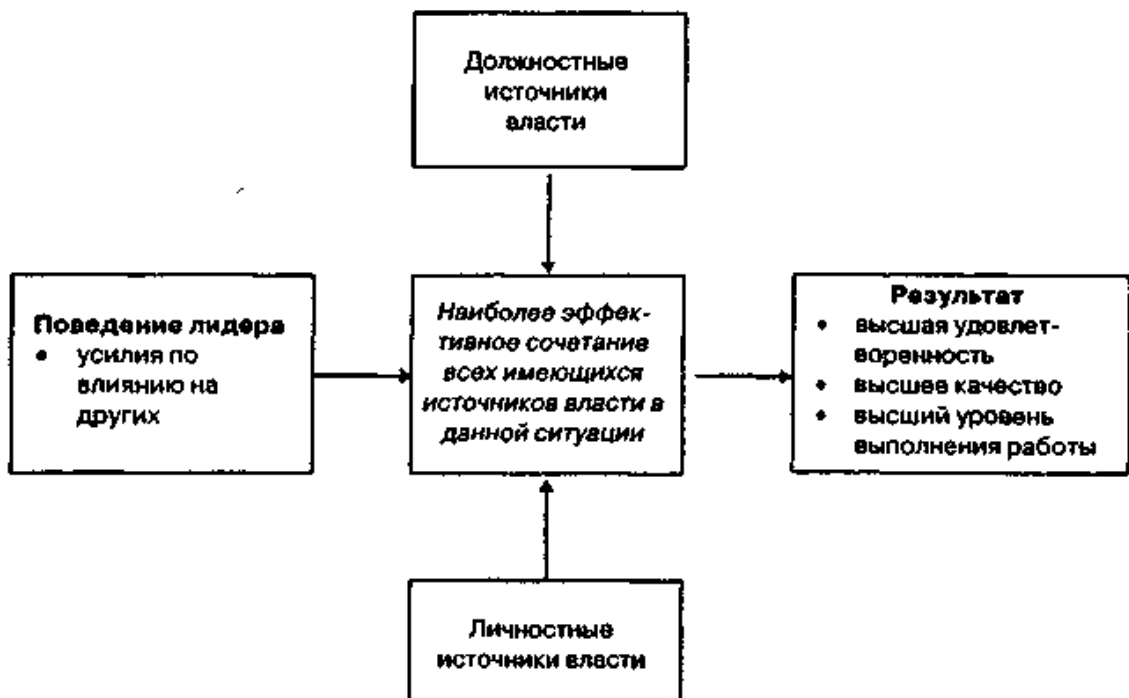 Должностные
источники
власти
Поведение лидера
• усилия по
влиянию на
других
Наиболее эффек-
тивное сочетание
всех имеющихся
источников власти в
данной ситуации
Результат
• высшая удовлет-
воренность
• высшее качество
• высший уровень
выполнения работы
Личностные
источники власти